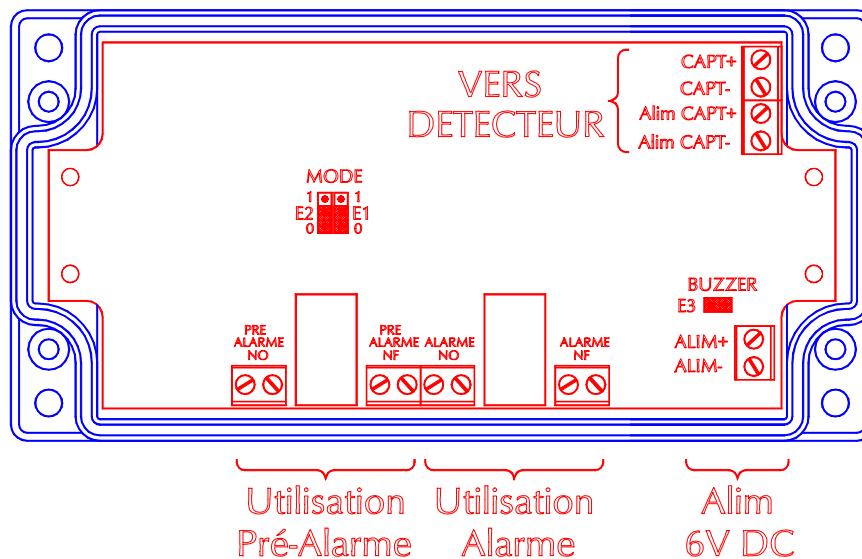 VERS
DETECTEUR
CAPT+
CAPT-
Alim CAPT+
Alim CAPT-
MODE
1 1
E2 E1
0 0
BUZZER
E3
ALIM+
ALIM-
PRE
ALARME
NO
PRE
ALARME
NF
ALARME
NO
ALARME
NF
Utilisation
Pré-Alarme
Utilisation
Alarme
Alim
6V DC